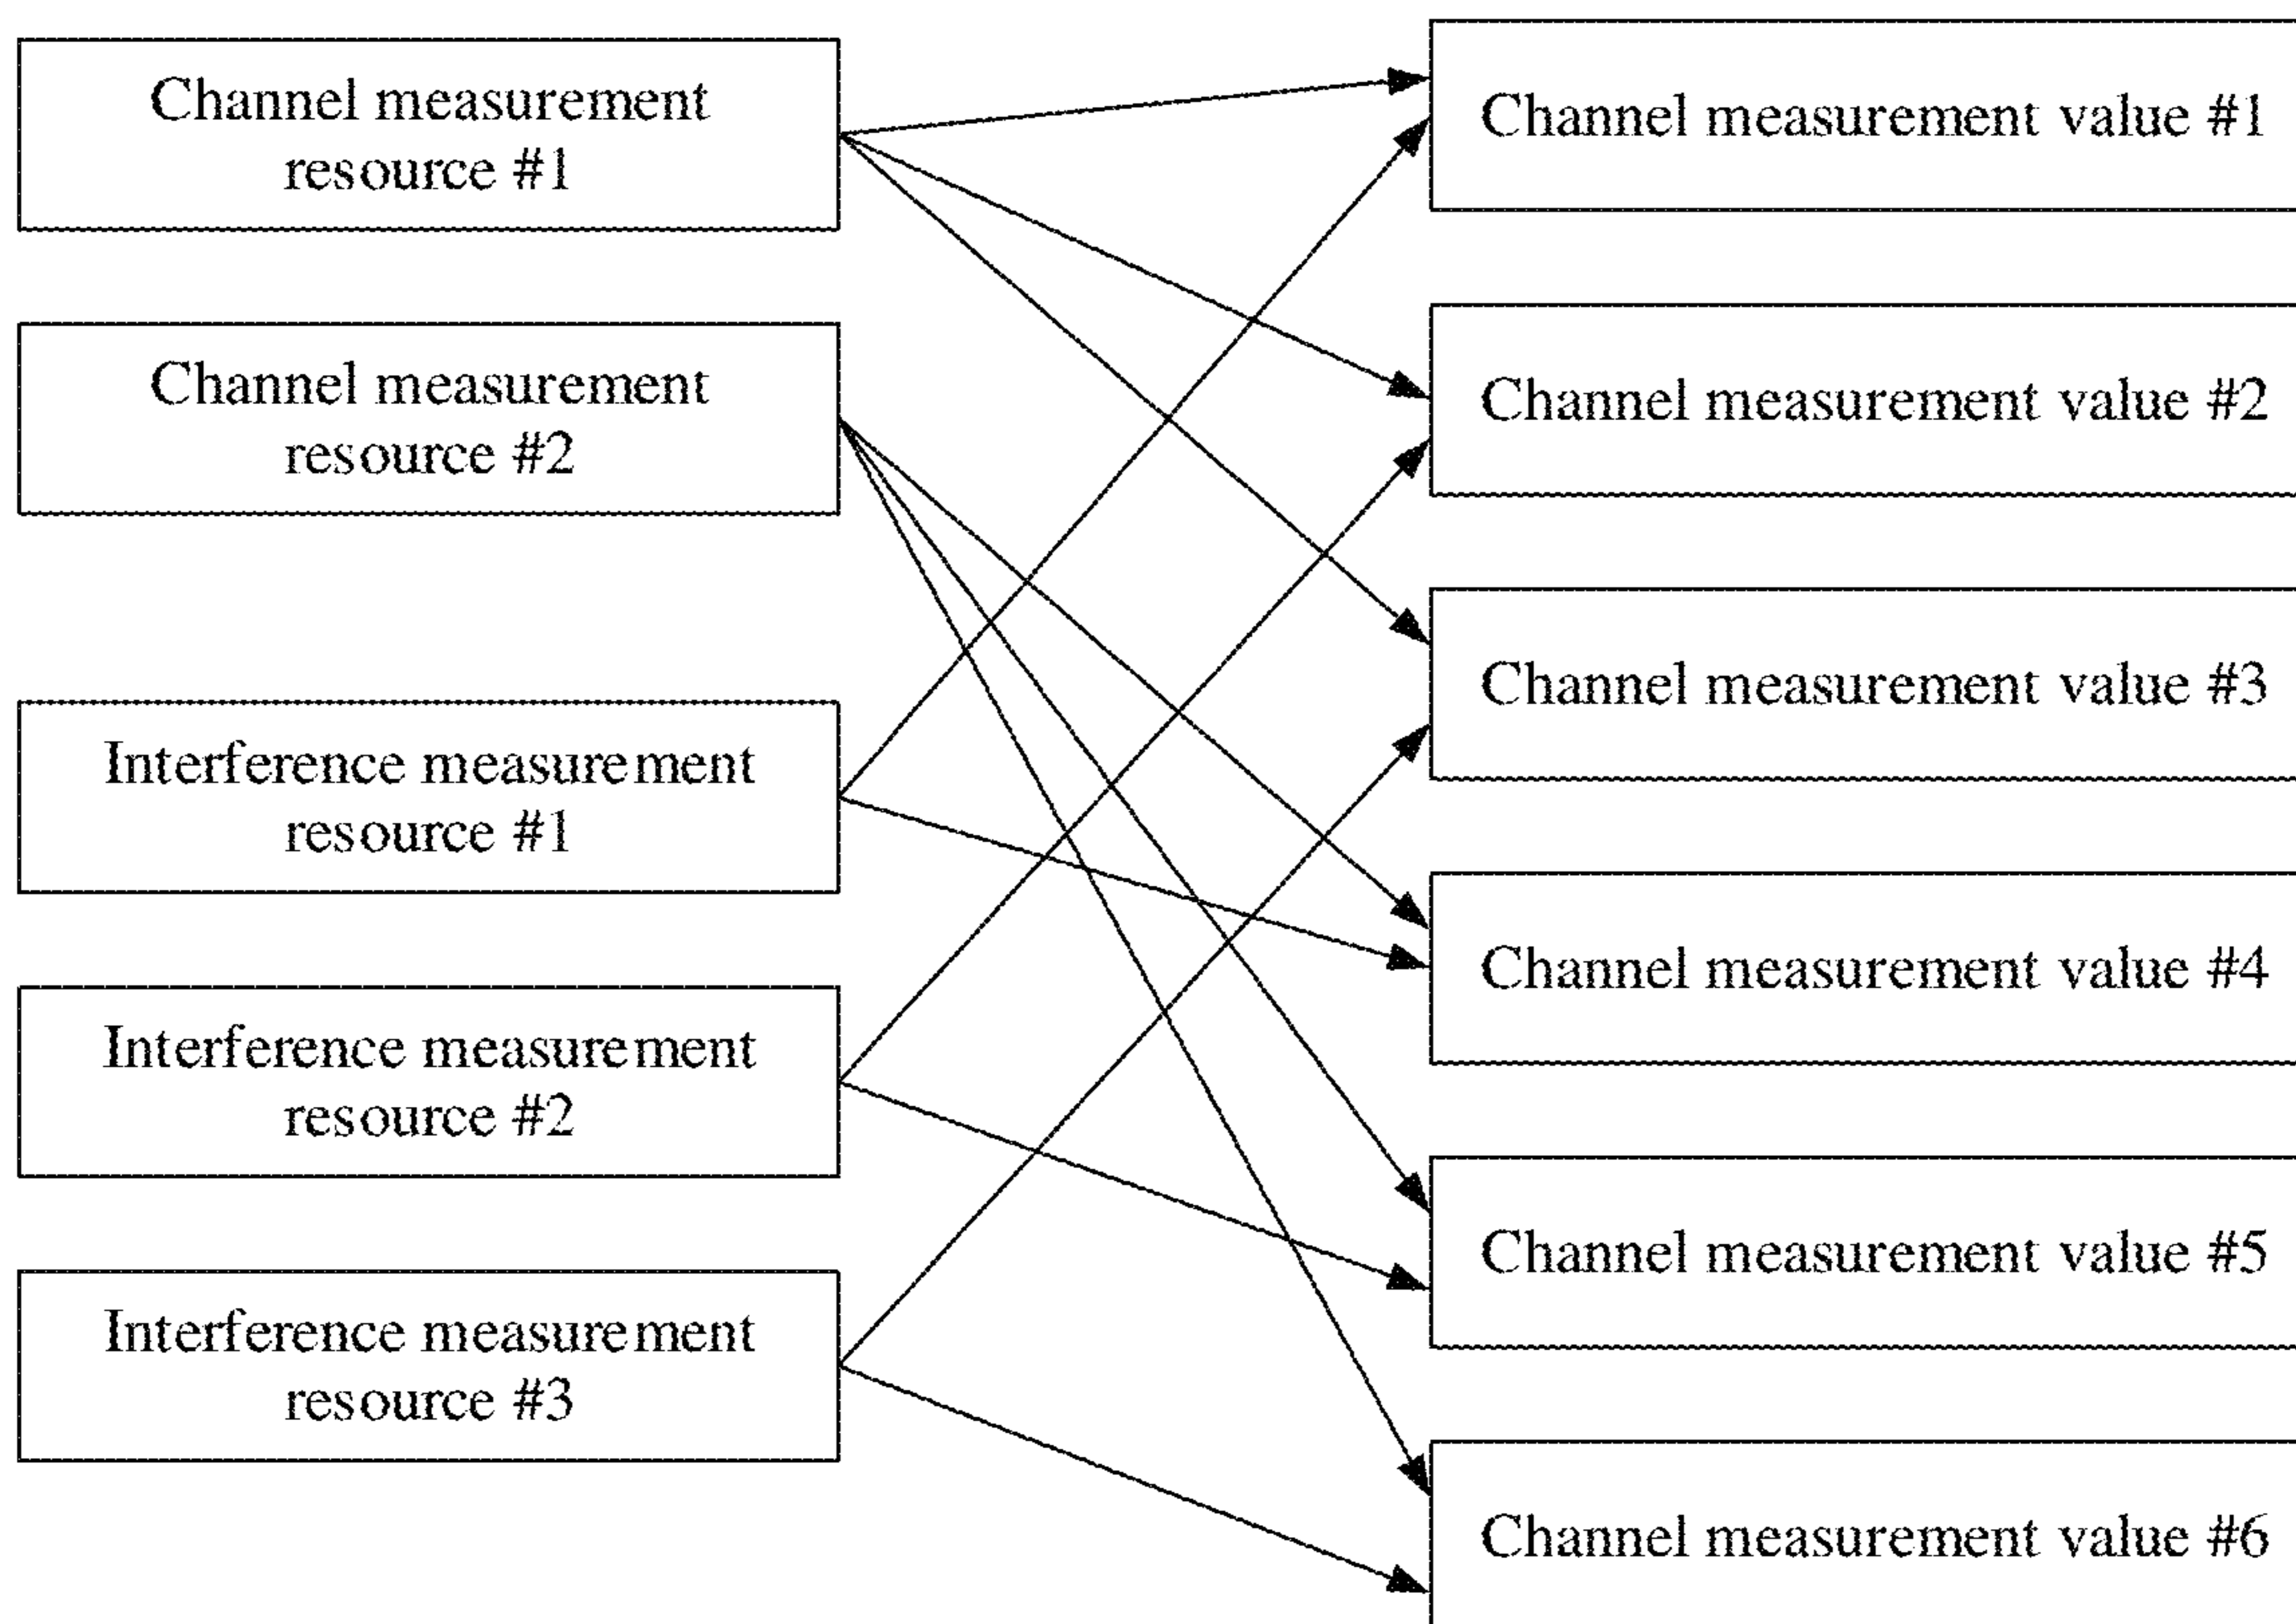 Channel measurement
resource #1
Channel measurement
resource #2
Interference measurement
resource #1
Interference measurement
resource #2
Interference measurement
resource #3
Channel measurement value #1
Channel measurement value #2
Channel measurement value #3
Channel measurement value #4
Channel measurement value #5
Channel measurement value #6